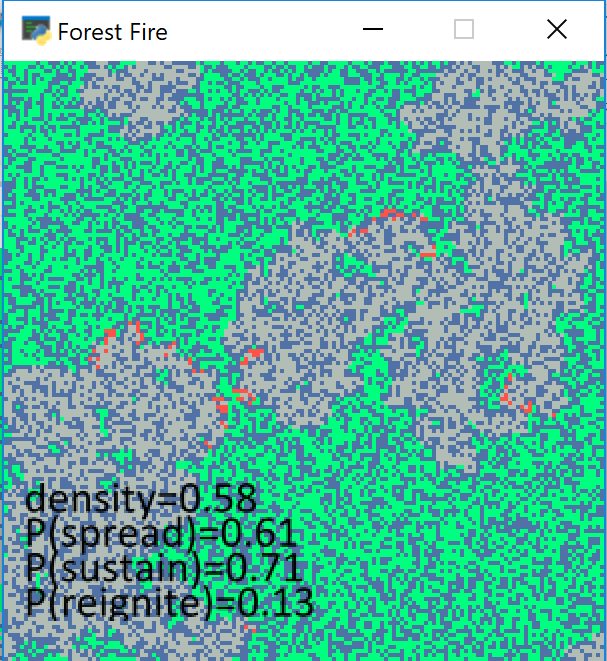 Forest Fire
density=0.58
P(spread)=0.61
P(sustain)=0.71
P(reignite)=0.13